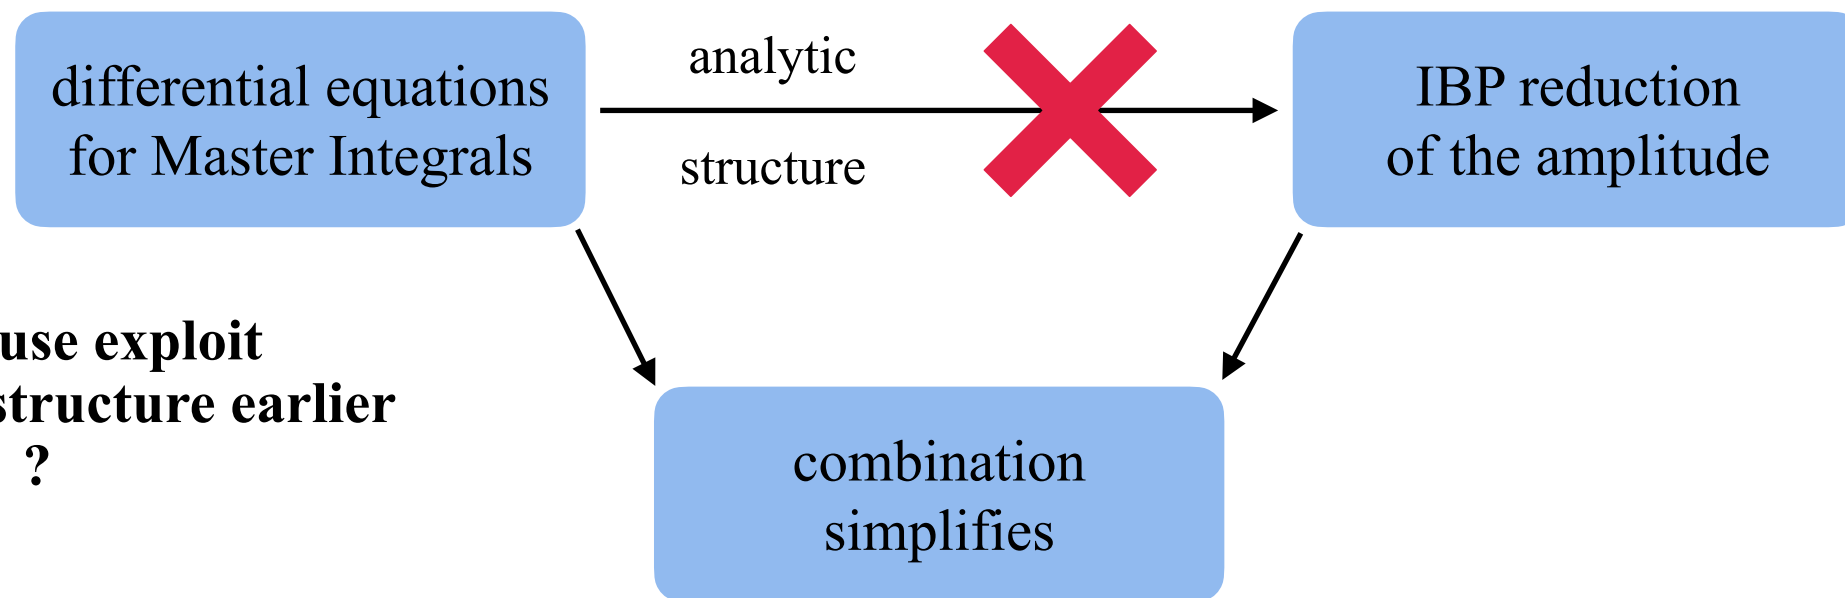 differential equations
for Master Integrals
analytic
structure
IBP reduction
of the amplitude
use exploit
structure earlier
?
combination
simplifies